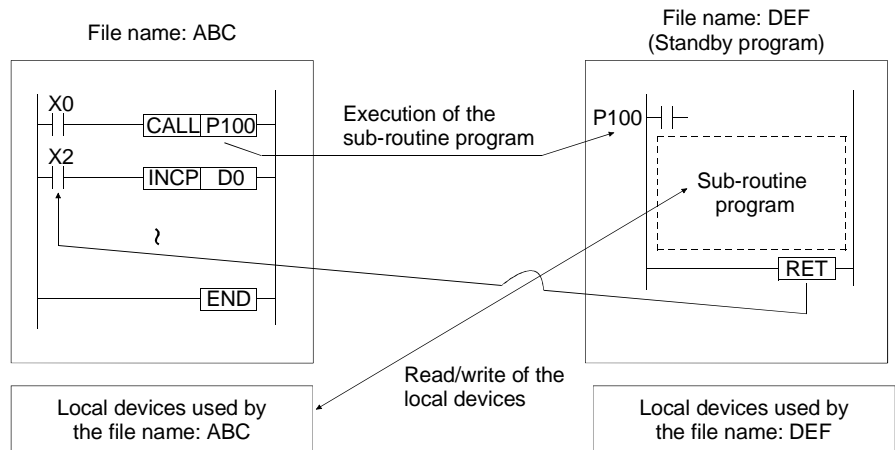 File name: ABC
File name: DEF
(Standby program)
X0
CALL P100
X2
INCP D0
~
END
Execution of the
sub-routine program
P100
Sub-routine
program
RET
Read/write of the
local devices
Local devices used by
the file name: ABC
Local devices used by
the file name: DEF